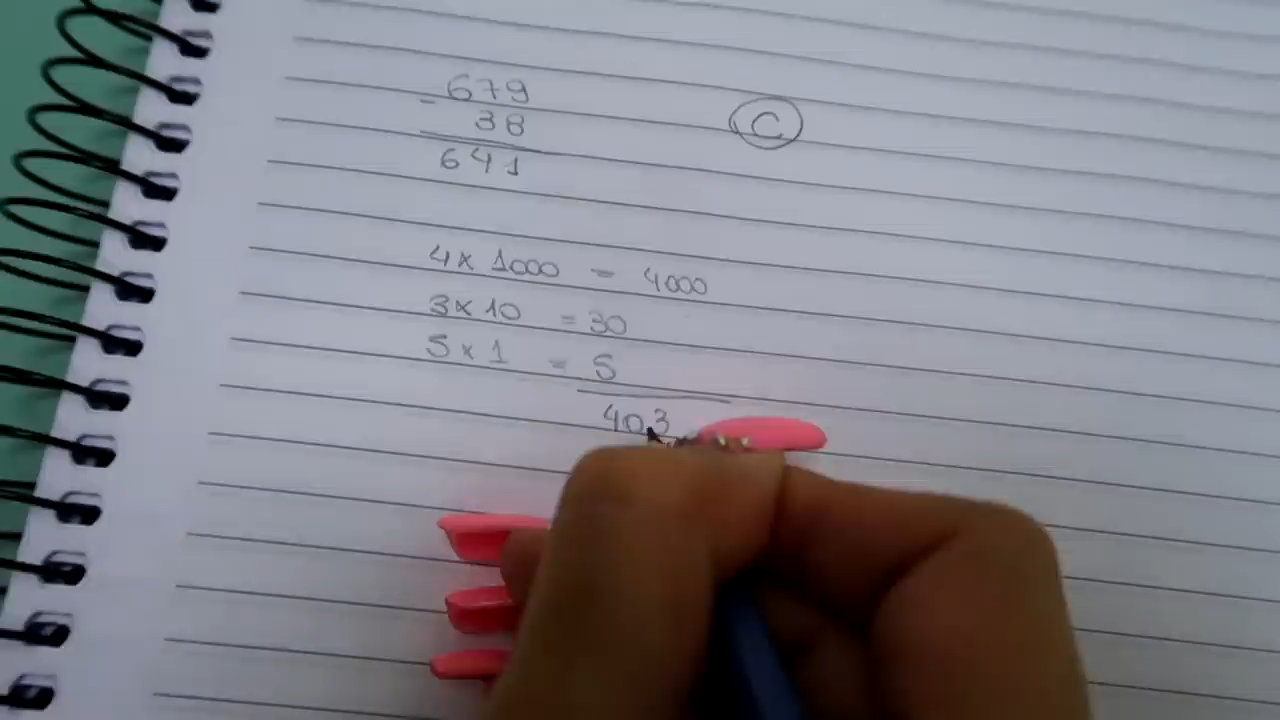 679
C
- 38
641
4 x 1000 = 4000
3 x 10 = 30
5 x 1 = 5
403